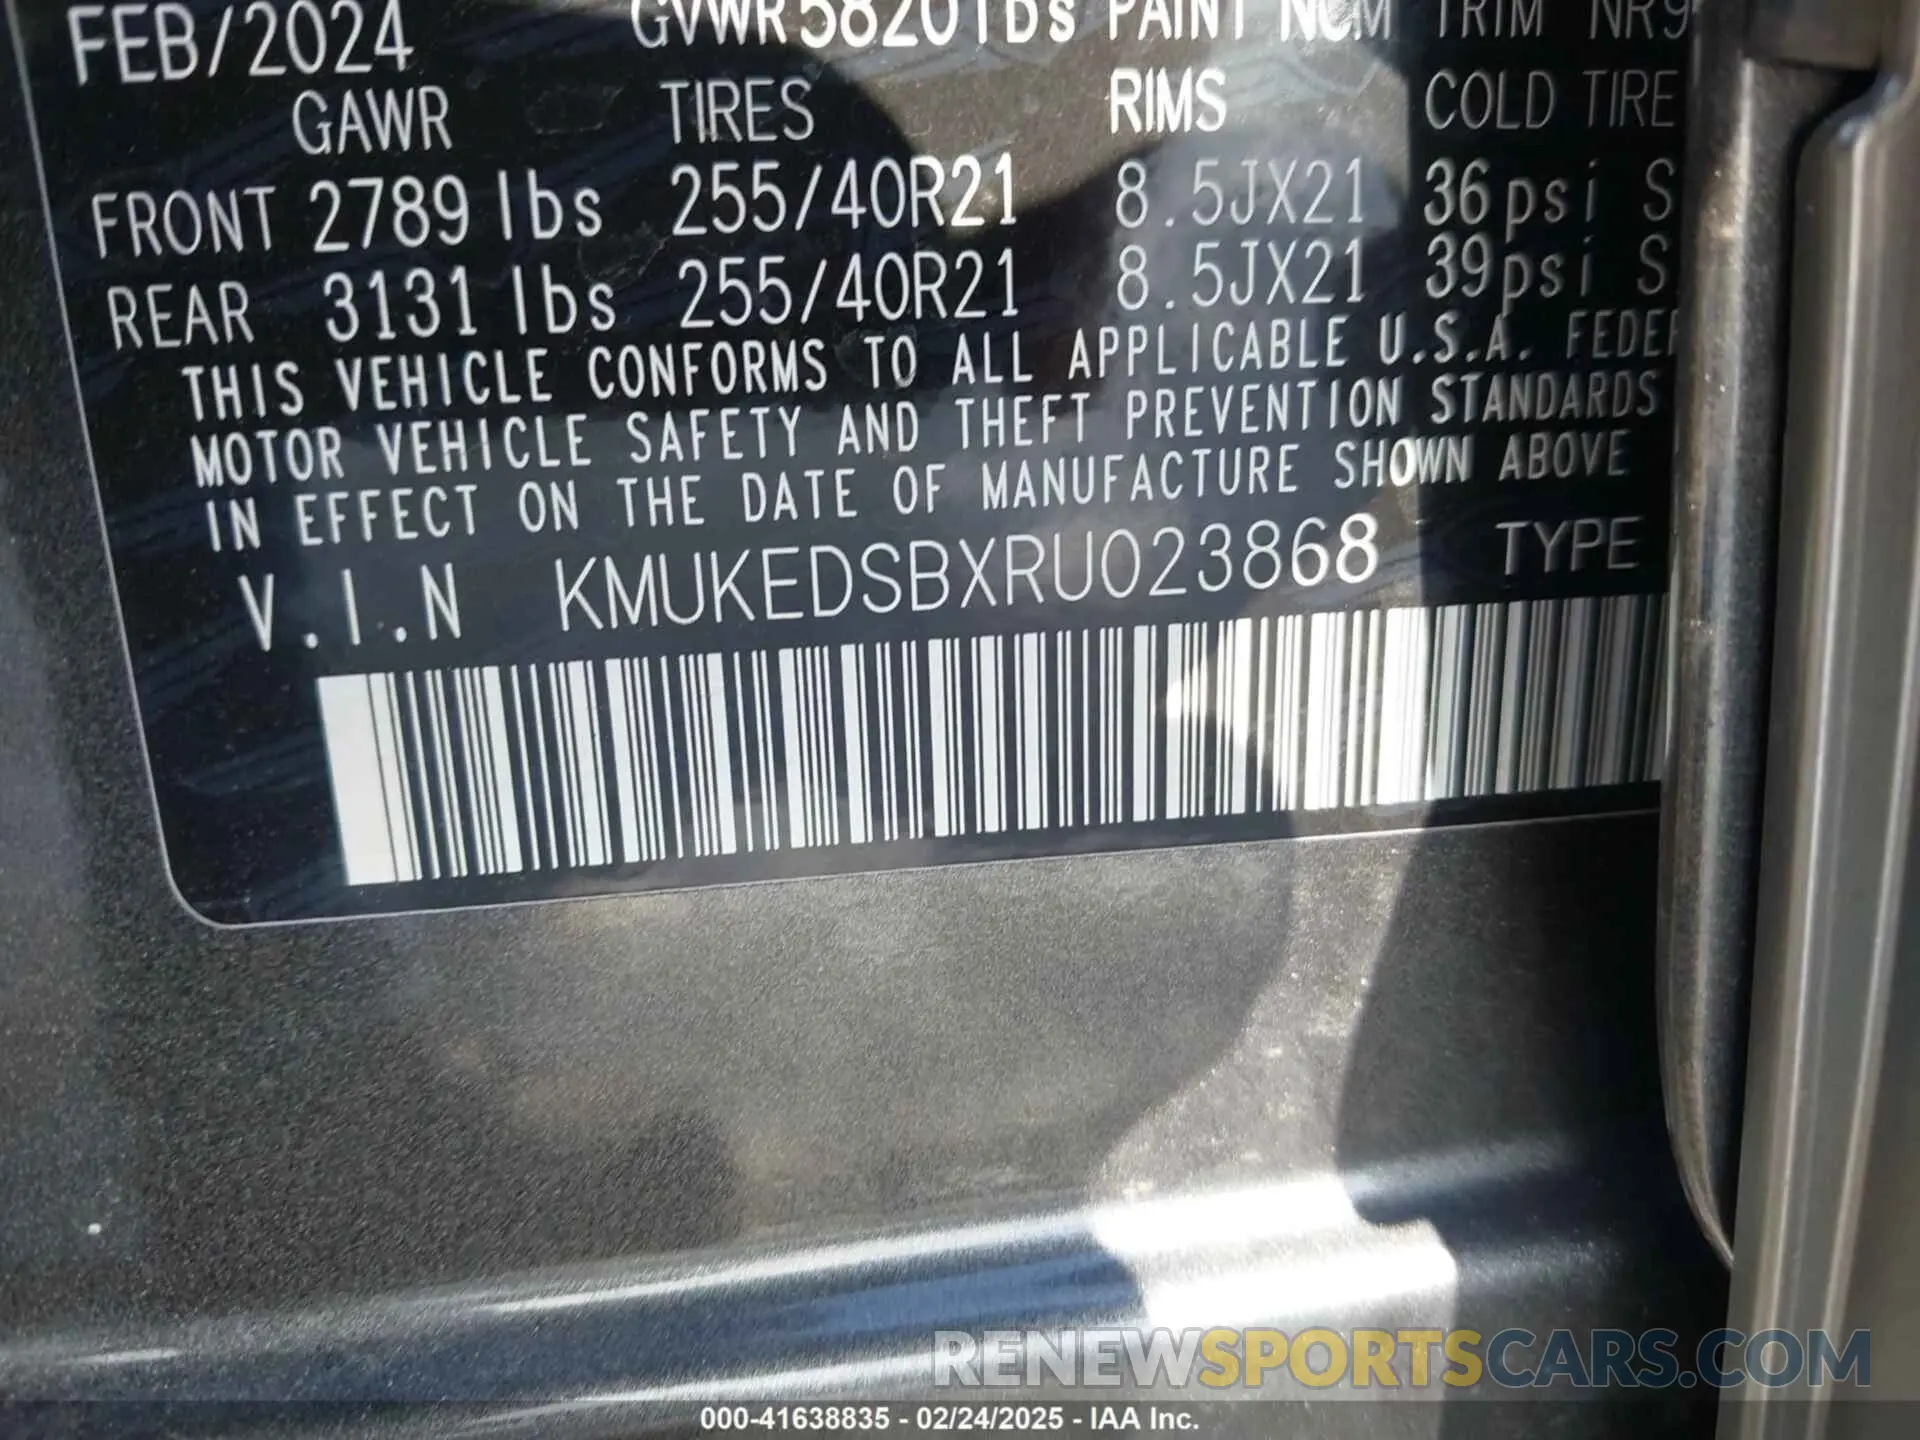 FEB/2024 GVWR 5820lbs PAINT NCM TRIM NR9
GAWR TIRES RIMS COLD TIRE
FRONT 2789 lbs 255/40R21 8.5JX21 36psi S
REAR 3131 lbs 255/40R21 8.5JX21 39psi S
THIS VEHICLE CONFORMS TO ALL APPLICABLE U.S.A. FEDER
MOTOR VEHICLE SAFETY AND THEFT PREVENTION STANDARDS
IN EFFECT ON THE DATE OF MANUFACTURE SHOWN ABOVE
V.I.N KMUKEDSBXRU023868 TYPE
RENEWSPORTSCARS.COM
000-41638835 - 02/24/2025 - IAA Inc.